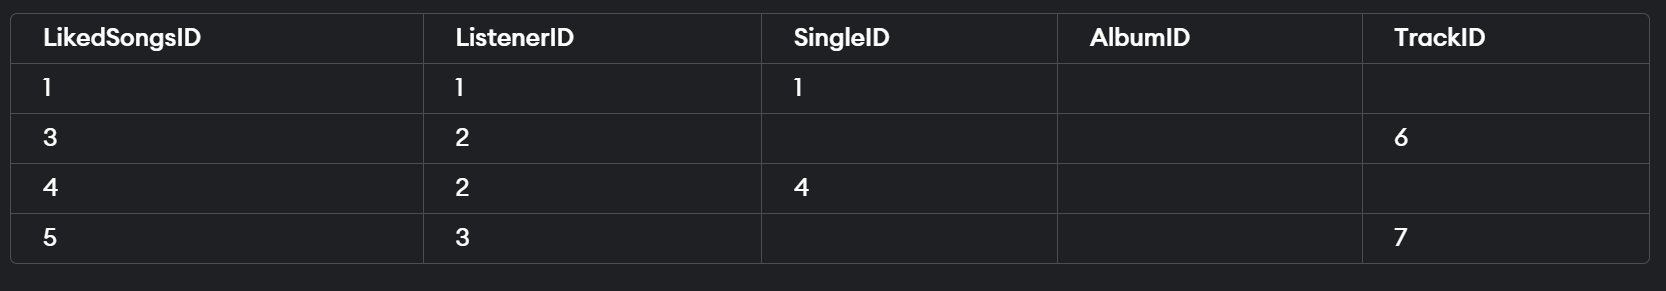 LikedSongsID ListenerID SingleID AlbumID TrackID
1 1 1
3 2 6
4 2 4
5 3 7